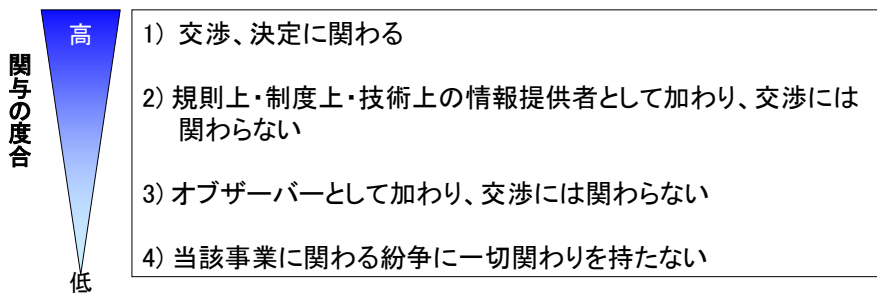 高
関与の度合
低
1) 交渉、決定に関わる
2) 規則上・制度上・技術上の情報提供者として加わり、交渉には
関わらない
3) オブザーバーとして加わり、交渉には関わらない
4) 当該事業に関わる紛争に一切関わりを持たない